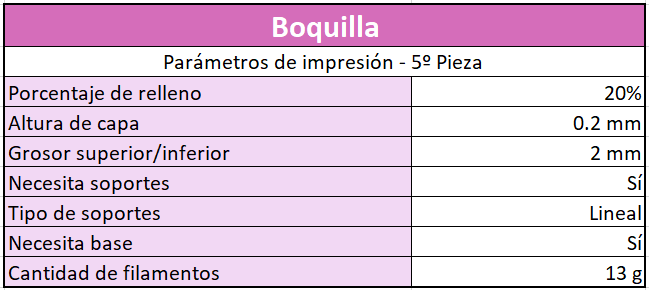 Boquilla
Parámetros de impresión - 5º Pieza
Porcentaje de relleno 20%
Altura de capa 0.2 mm
Grosor superior/inferior 2 mm
Necesita soportes Sí
Tipo de soportes Lineal
Necesita base Sí
Cantidad de filamentos 13 g